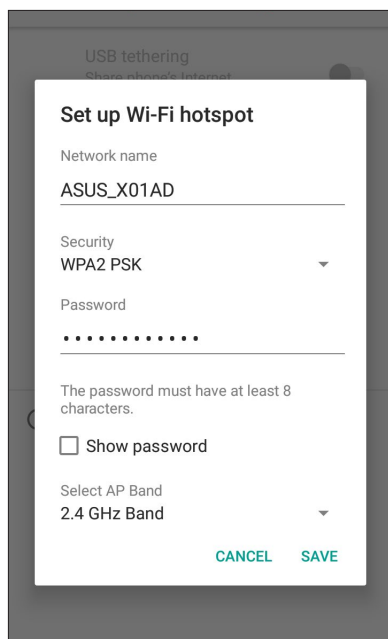 USB tethering
Share phone's Internet
Set up Wi-Fi hotspot
Network name
ASUS_X01AD
Security
WPA2 PSK
Password
••••••••••••
The password must have at least 8
characters.
Show password
Select AP Band
2.4 GHz Band
CANCEL SAVE